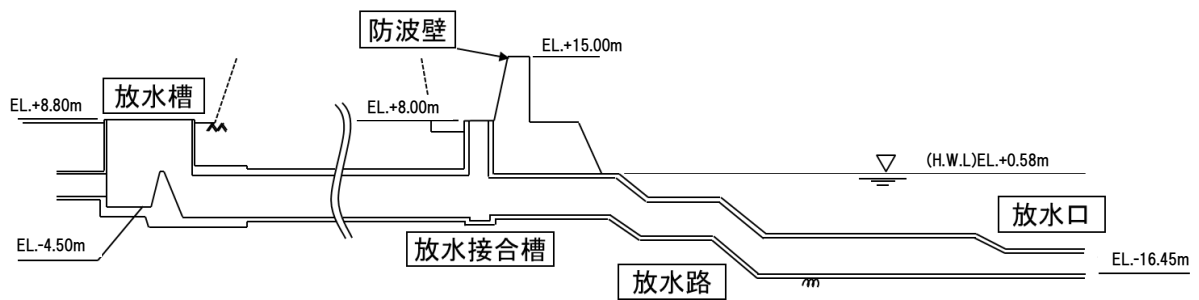 防波壁
EL.+15.00m
放水槽
EL.+8.80m
EL.+8.00m
(H.W.L)EL.+0.58m
放水口
EL.-4.50m
放水接合槽
EL.-16.45m
放水路